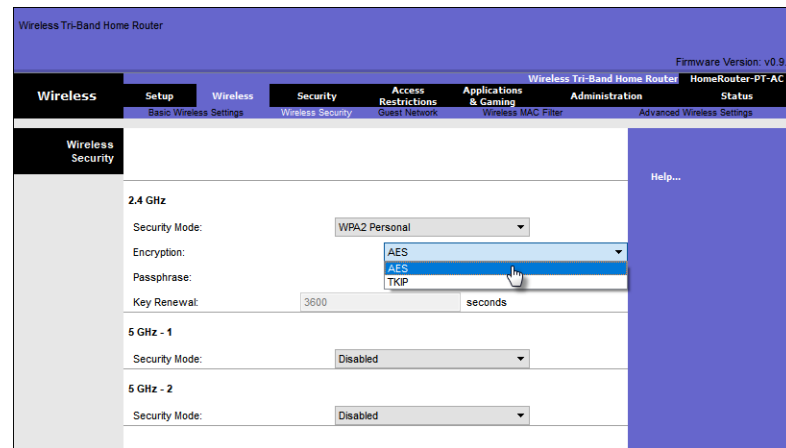 Wireless Tri-Band Home Router
Firmware Version: v0.9.
Wireless Tri-Band Home Router HomeRouter-PT-AC
Wireless Setup Wireless Security Access Restrictions Applications & Gaming Administration Status
Basic Wireless Settings Wireless Security Guest Network Wireless MAC Filter Advanced Wireless Settings
Wireless Security
Help...
2.4 GHz
Security Mode: WPA2 Personal
Encryption: AES
AES
Passphrase:
TKIP
Key Renewal: 3600 seconds
5 GHz - 1
Security Mode: Disabled
5 GHz - 2
Security Mode: Disabled